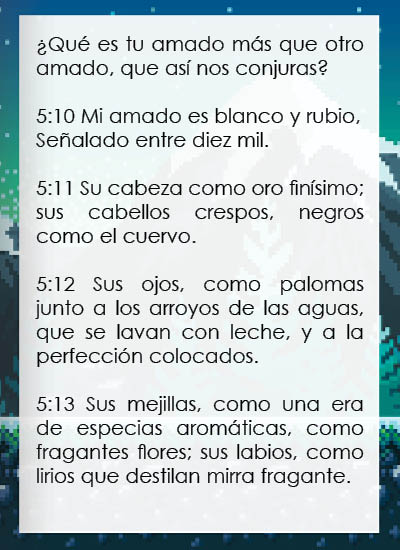 ¿Qué es tu amado más que otro
amado, que así nos conjuras?
5:10 Mi amado es blanco y rubio,
Señalado entre diez mil.
5:11 Su cabeza como oro finísimo;
sus cabellos crespos, negros
como el cuervo.
5:12 Sus ojos, como palomas
junto a los arroyos de las aguas,
que se lavan con leche, y a la
perfección colocados.
5:13 Sus mejillas, como una era
de especias aromáticas, como
fragantes flores; sus labios, como
lirios que destilan mirra fragante.